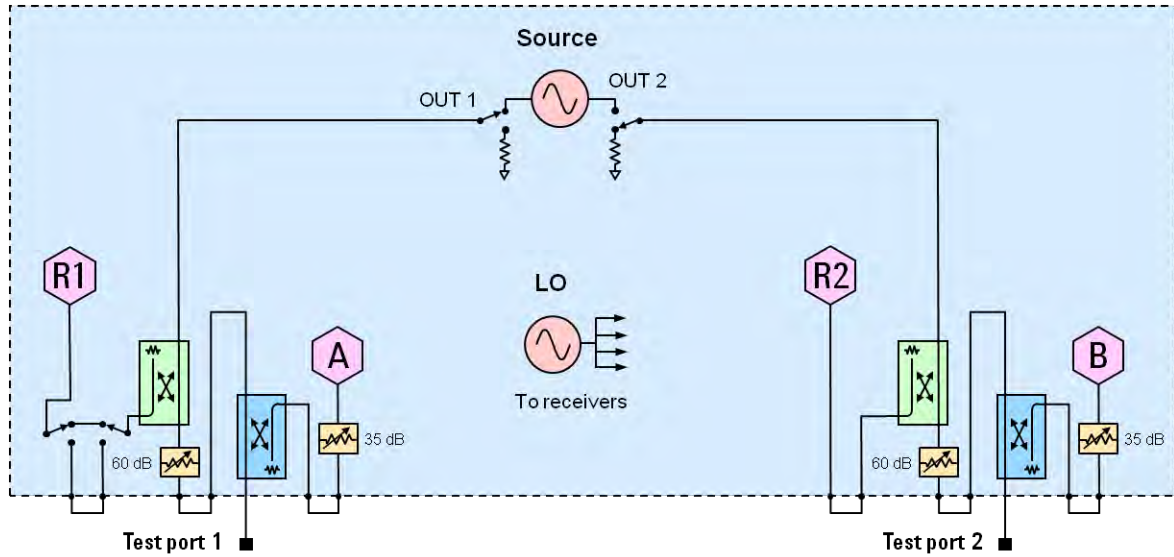 Source
OUT 1
OUT 2
R1
R2
LO
A
B
To receivers
35 dB
35 dB
60 dB
60 dB
Test port 1
Test port 2